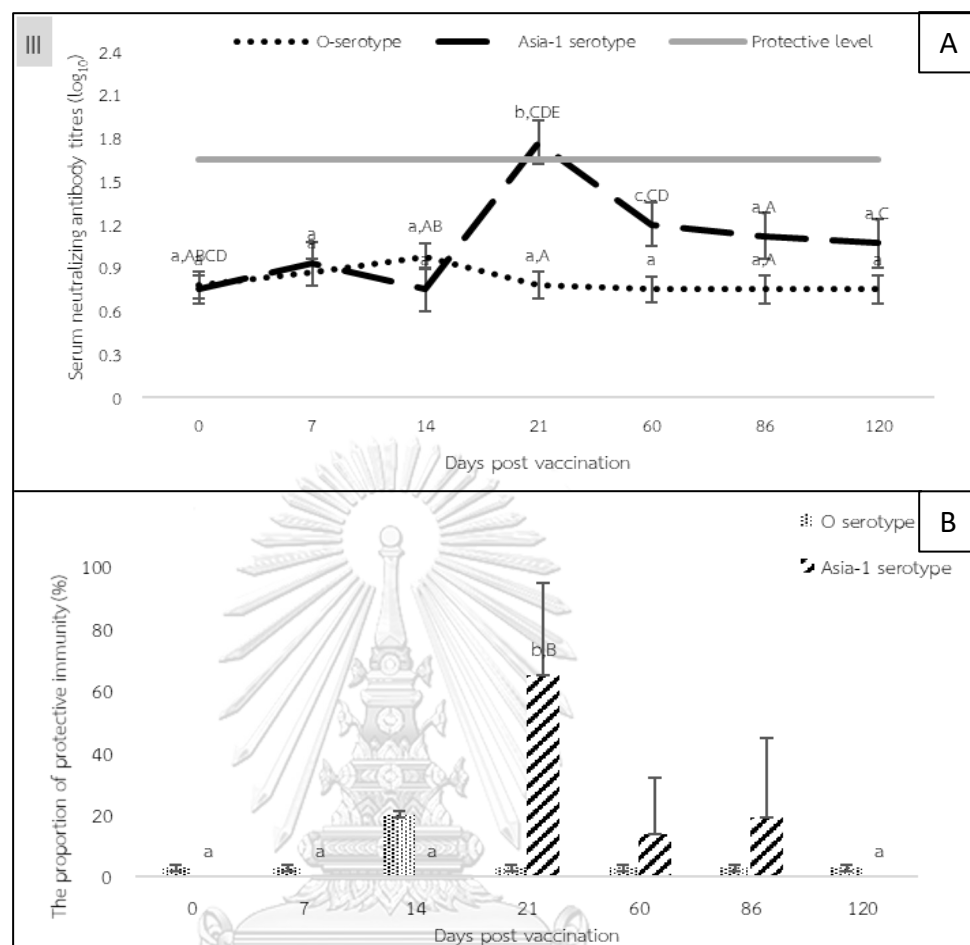 III
A
O-serotype Asia-1 serotype Protective level
Serum neutralizing antibody titres (log10)
2.4
2.1
1.8
1.5
1.2
0.9
0.6
0.3
0
b,CDE
c,CD
a,AB
a,A
a,C
a,ABCD
a
a
a
a
a
a,A
a
a,A
a
0 7 14 21 60 86 120
Days post vaccination
B
O serotype
Asia-1 serotype
The proportion of protective immunity (%)
100
80
60
40
20
0
b,B
a a a a
0 7 14 21 60 86 120
Days post vaccination